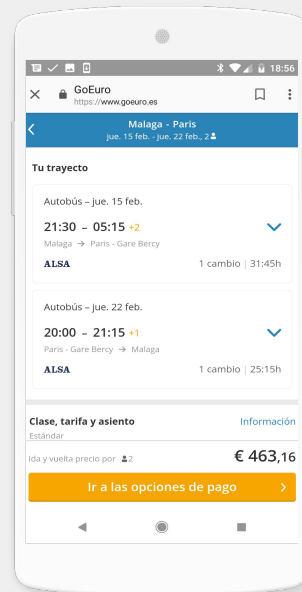 18:56
GoEuro
https://www.goeuro.es
Malaga - Paris
jue. 15 feb. - jue. 22 feb., 2
Tu trayecto
Autobús – jue. 15 feb.
21:30 – 05:15 +2
Malaga → Paris - Gare Bercy
ALSA 1 cambio | 31:45h
Autobús – jue. 22 feb.
20:00 – 21:15 +1
Paris - Gare Bercy → Malaga
ALSA 1 cambio | 25:15h
Clase, tarifa y asiento Información
Estándar
Ida y vuelta precio por 2 € 463,16
Ir a las opciones de pago